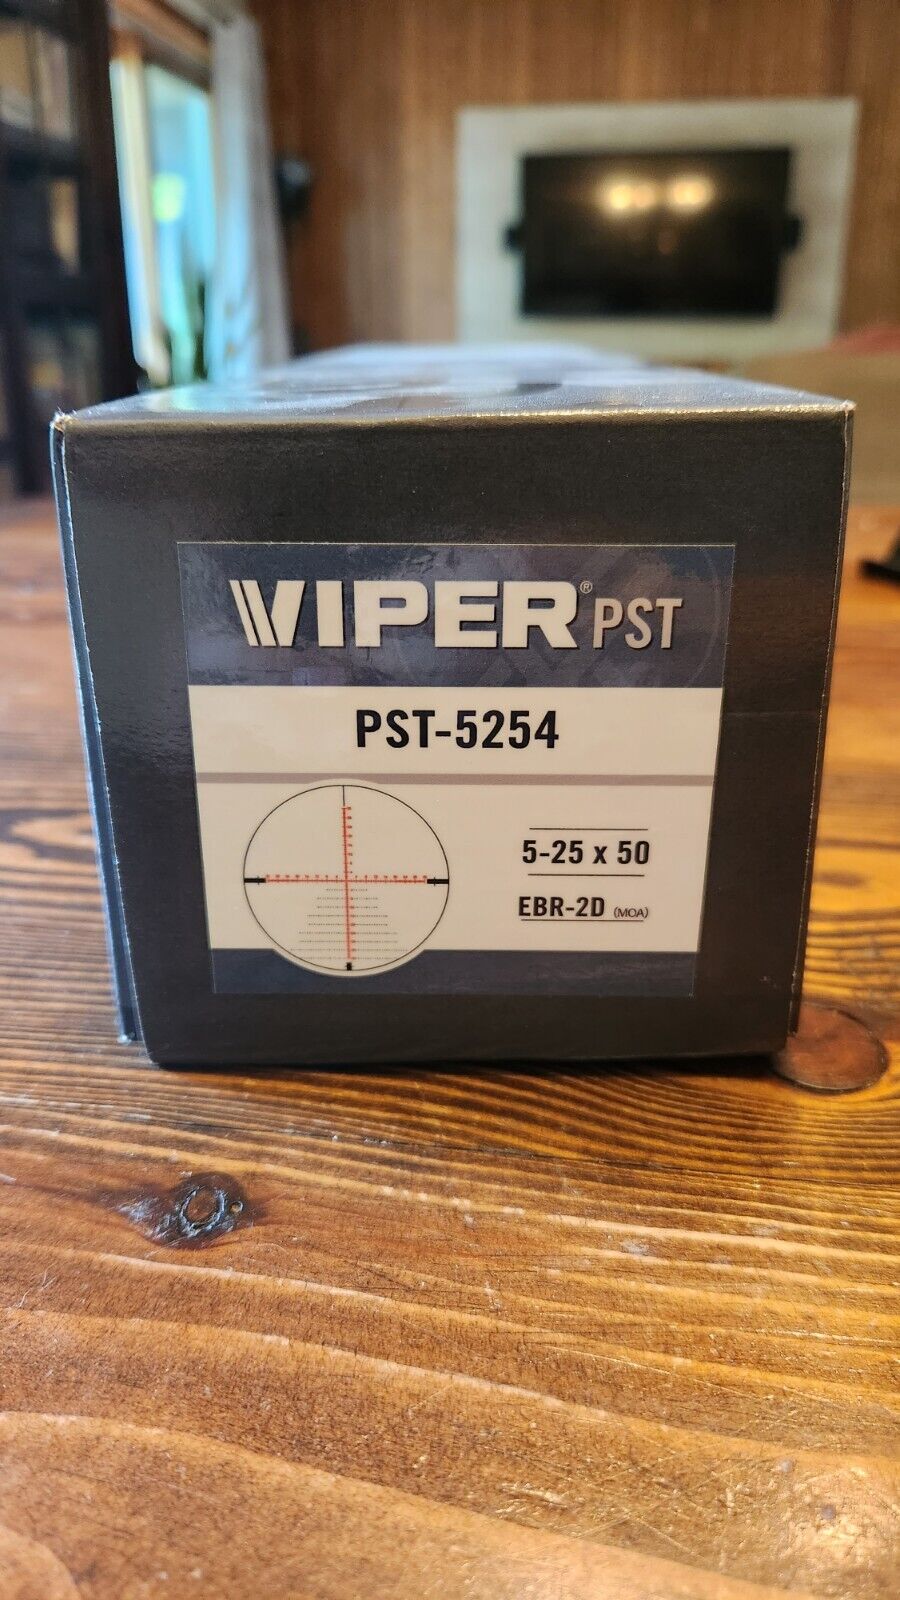 VIPER® PST
PST-5254
5-25 x 50
EBR-2D (MOA)